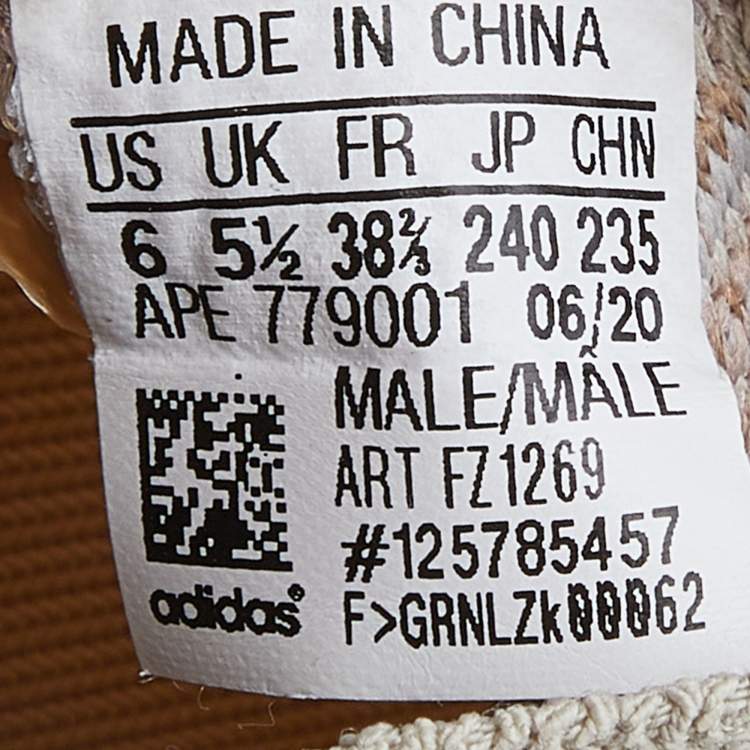 MADE IN CHINA
US UK FR JP CHN
6 5½ 38⅔ 240 235
APE 779001 06/20
MALE/MÂLE
ART FZ1269
#125785457
F>GRNLZk00062
adidas®